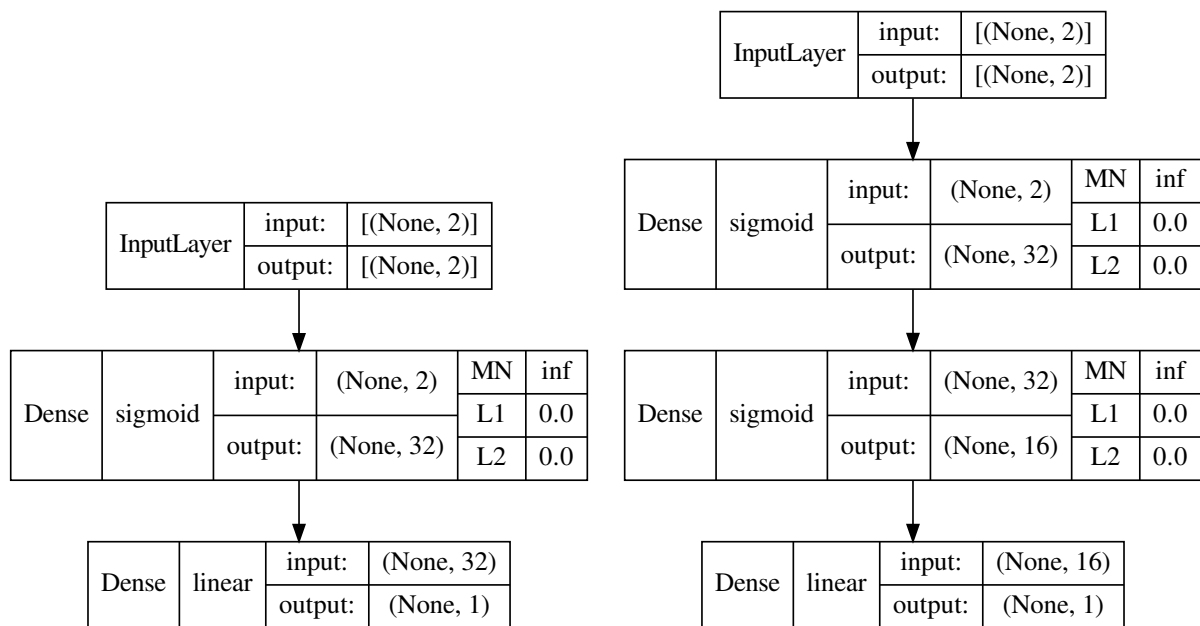 InputLayer
input: [(None, 2)]
output: [(None, 2)]
Dense sigmoid
input: (None, 2)
output: (None, 32)
MN inf
L1 0.0
L2 0.0
Dense linear
input: (None, 32)
output: (None, 1)
InputLayer
input: [(None, 2)]
output: [(None, 2)]
Dense sigmoid
input: (None, 2)
output: (None, 32)
MN inf
L1 0.0
L2 0.0
Dense sigmoid
input: (None, 32)
output: (None, 16)
MN inf
L1 0.0
L2 0.0
Dense linear
input: (None, 16)
output: (None, 1)